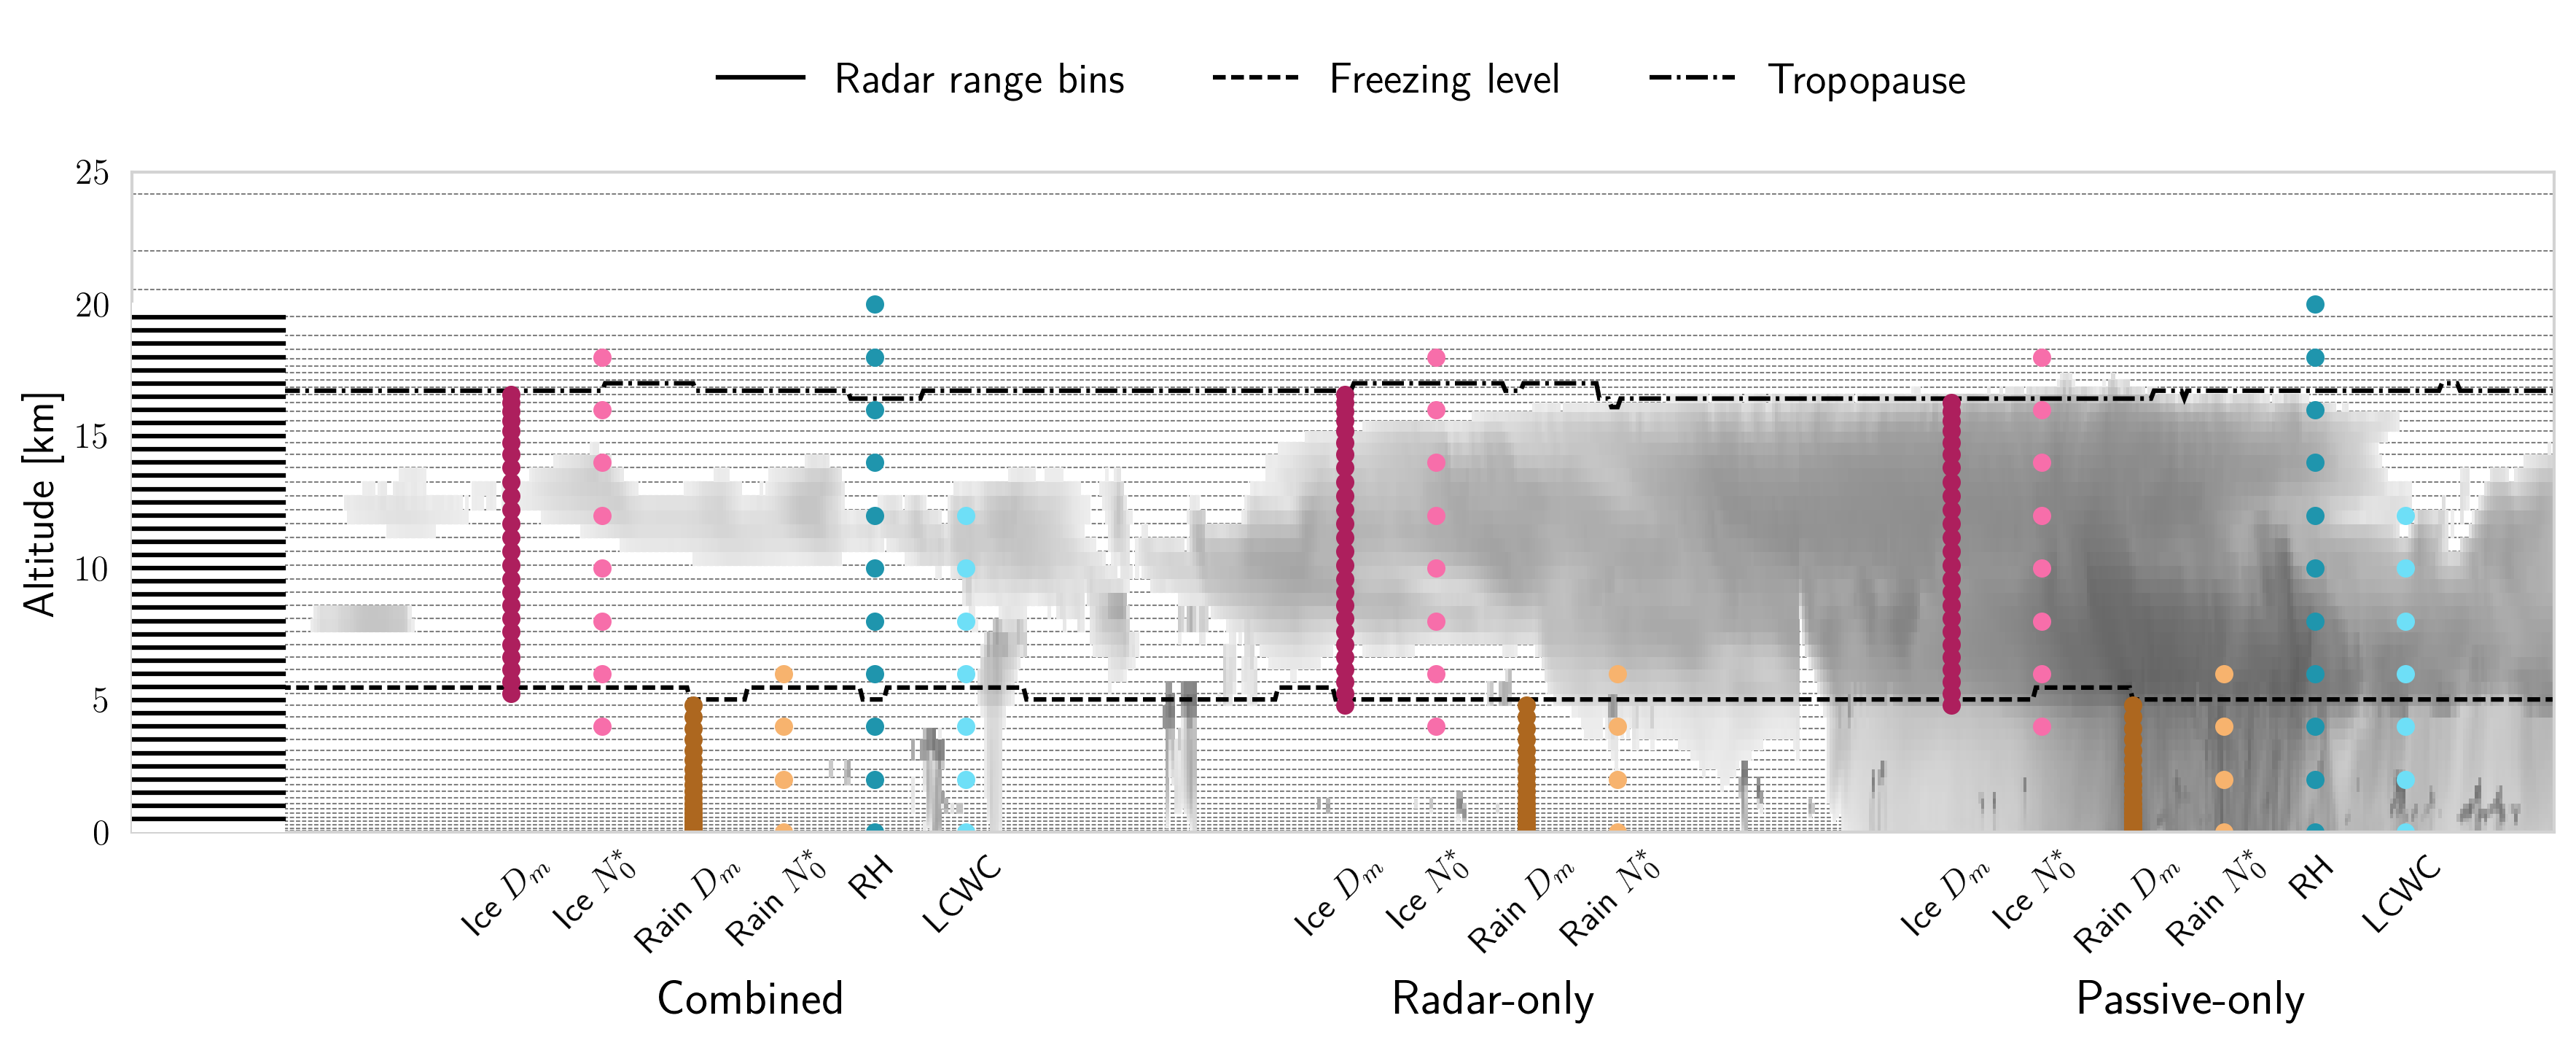 Radar range bins Freezing level Tropopause
25
20
15
10
5
0
Altitude [km]
Ice D_m Ice N_0^* Rain D_m Rain N_0^* RH LCWC Ice D_m Ice N_0^* Rain D_m Rain N_0^* Ice D_m Ice N_0^* Rain D_m Rain N_0^* RH LCWC
Combined Radar-only Passive-only